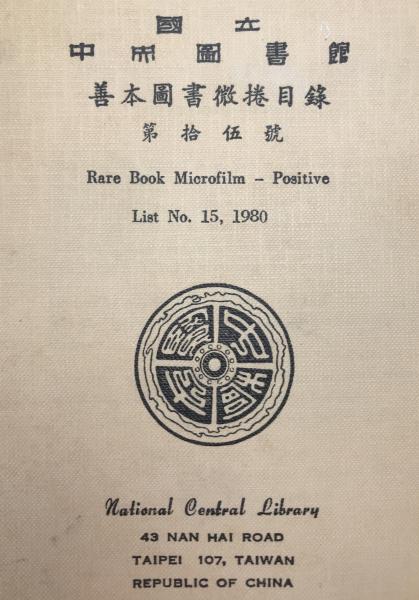 國立
中央圖書館
善本圖書微捲目錄
第拾伍號
Rare Book Microfilm – Positive
List No. 15, 1980
National Central Library
43 NAN HAI ROAD
TAIPEI 107, TAIWAN
REPUBLIC OF CHINA